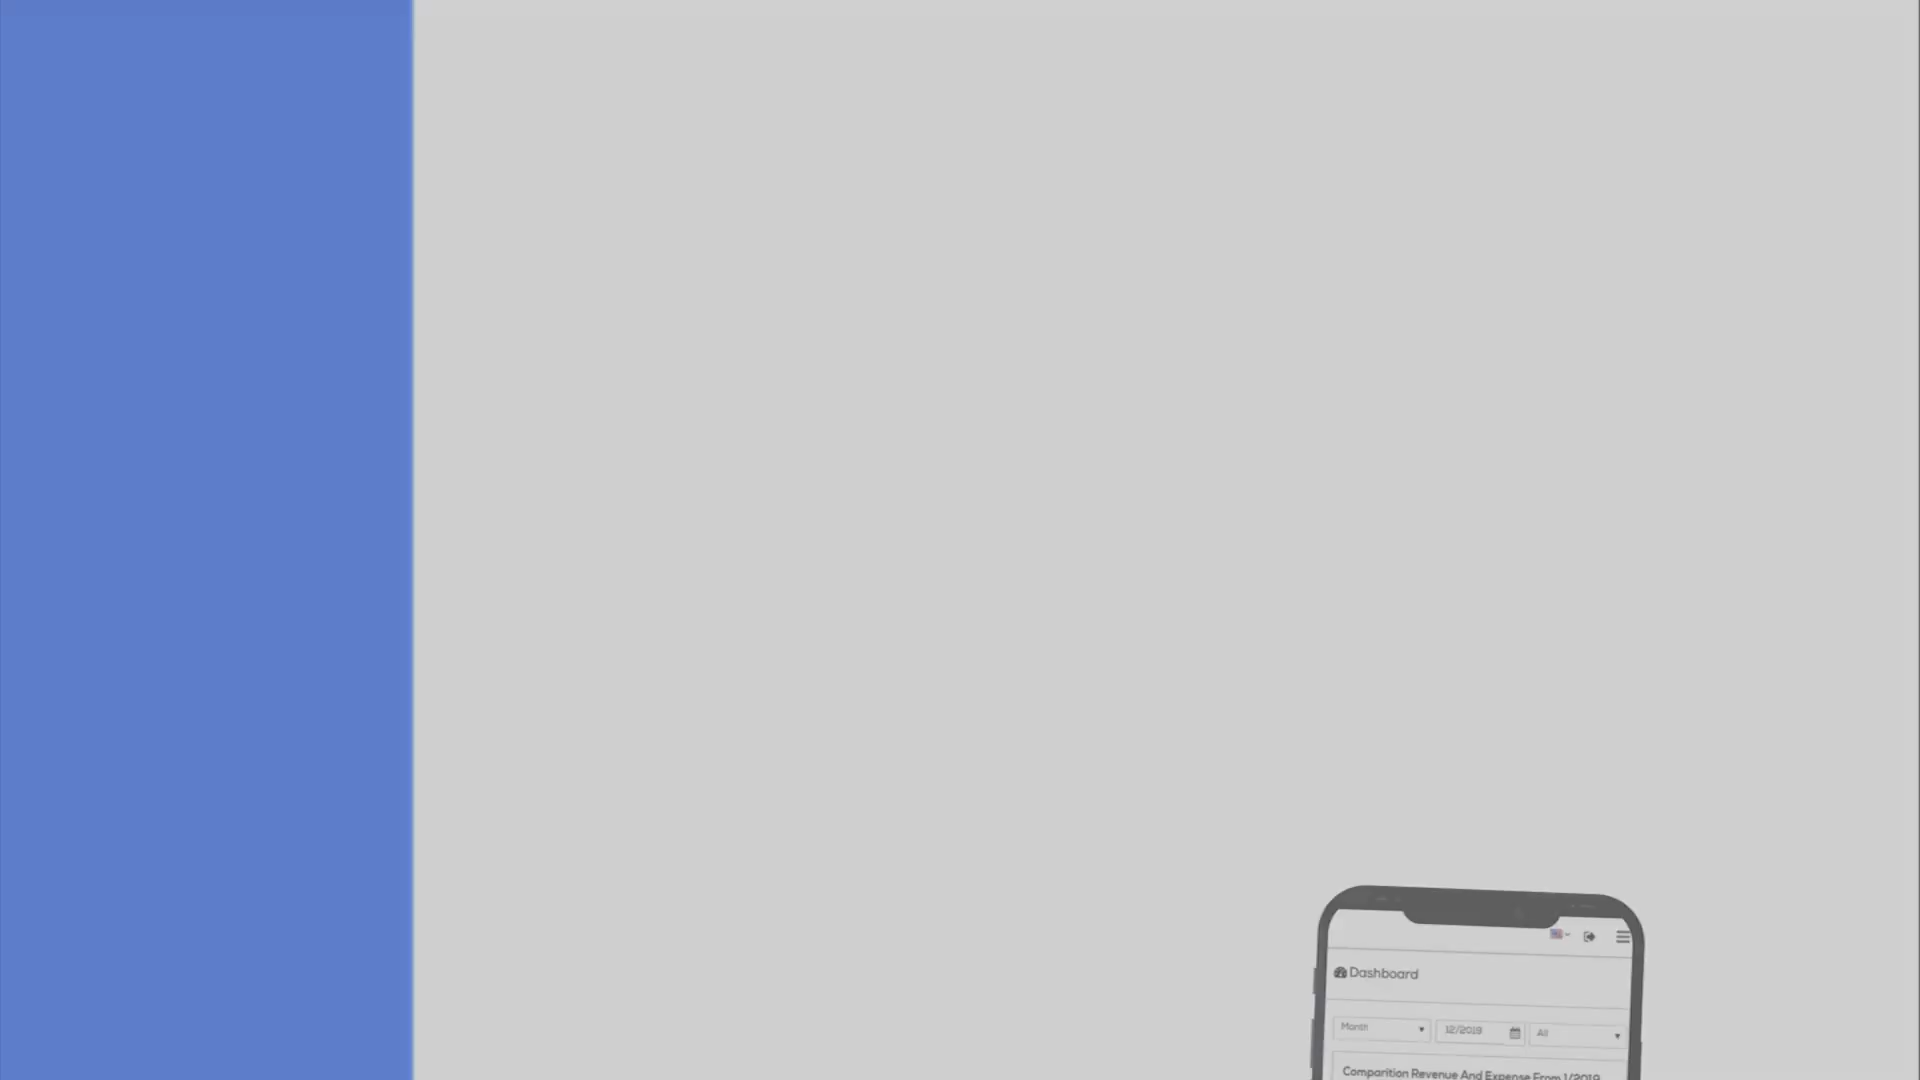 Dashboard
Month 12/2019 All
Comparition Revenue And Expense From 1/2019